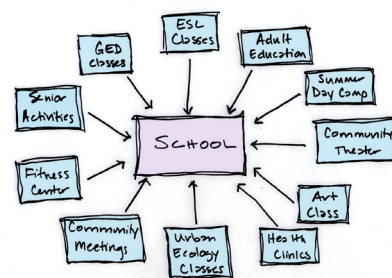 ESL
Classes
GED
Classes
Adult
Education
Summer
Day Camp
Senior
Activities
SCHOOL
Community
Theater
Fitness
Center
Art
Class
Community
Meetings
Urban
Ecology
Classes
Health
Clinics